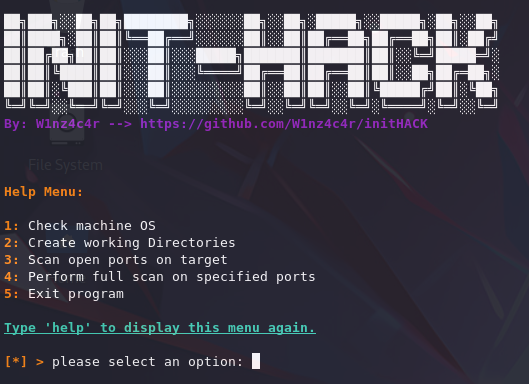 INIT-HACK
By: W1nz4c4r --> https://github.com/W1nz4c4r/initHACK
File System
Help Menu:
1: Check machine OS
2: Create working Directories
3: Scan open ports on target
4: Perform full scan on specified ports
5: Exit program
Type 'help' to display this menu again.
[*] > please select an option: